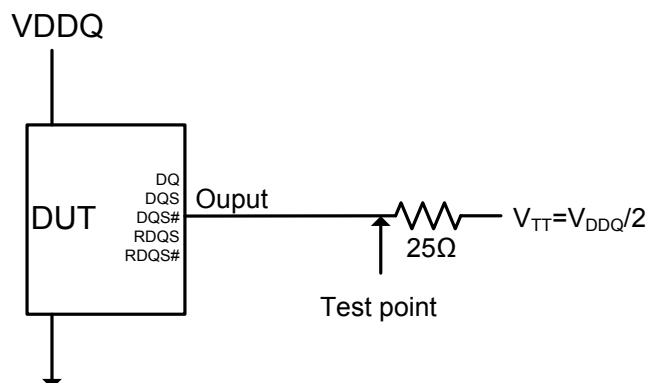 VDDQ
DUT
DQ
DQS
DQS#
RDQS
RDQS#
Ouput
25Ω
VTT=VDDQ/2
Test point